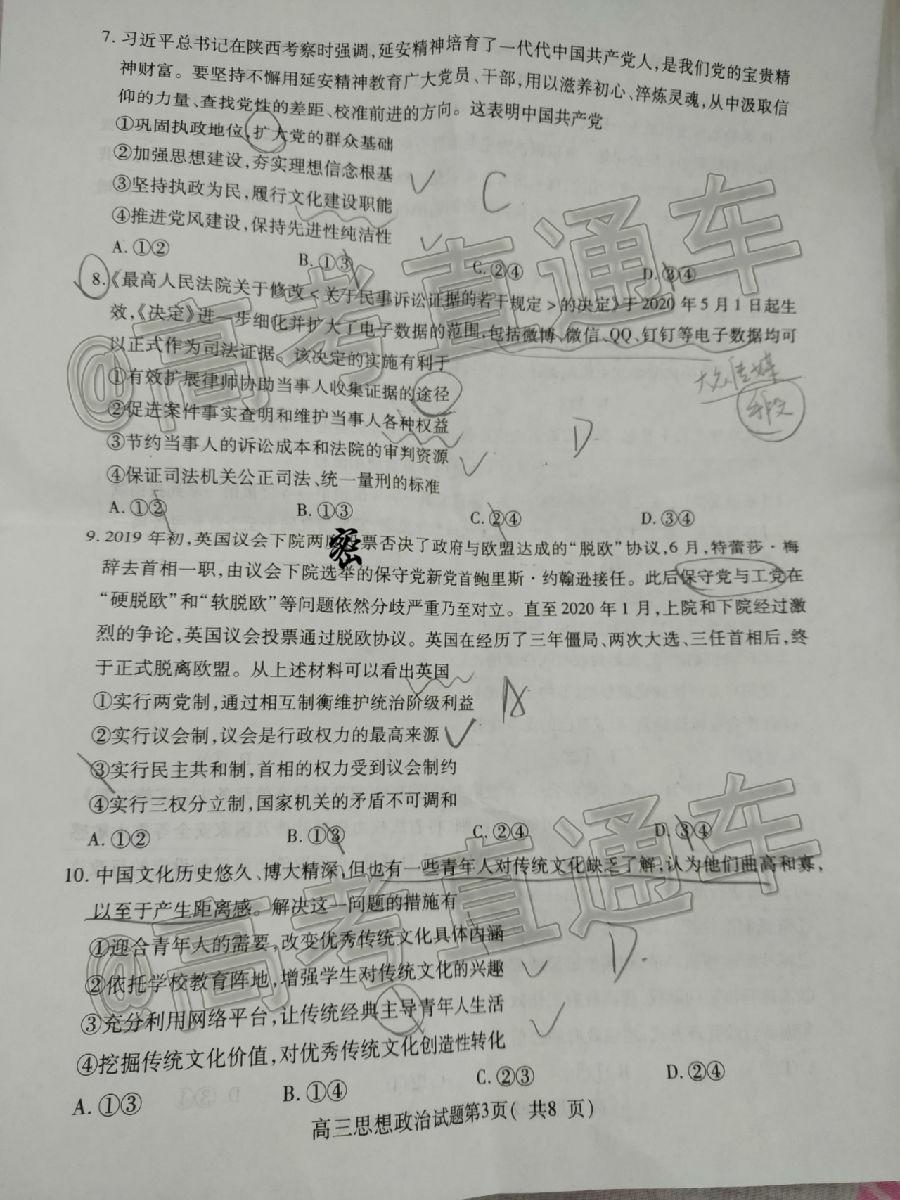 7. 习近平总书记在陕西考察时强调,延安精神培育了一代代中国共产党人,是我们党的宝贵精
神财富。要坚持不懈用延安精神教育广大党员、干部,用以滋养初心、淬炼灵魂,从中汲取信
仰的力量、查找党性的差距、校准前进的方向。这表明中国共产党
①巩固执政地位,扩大党的群众基础
②加强思想建设,夯实理想信念根基
③坚持执政为民,履行文化建设职能
C
④推进党风建设,保持先进性纯洁性
A. ①② B. ①③ C. ②④ D. ③④
8.《最高人民法院关于修改<关于民事诉讼证据的若干规定>的决定》于2020年5月1日起生
效,《决定》进一步细化并扩大了电子数据的范围,包括微博、微信、QQ、钉钉等电子数据均可
以正式作为司法证据。该决定的实施有利于
①有效扩展律师协助当事人收集证据的途径
②促进案件事实查明和维护当事人各种权益
③节约当事人的诉讼成本和法院的审判资源
D
④保证司法机关公正司法、统一量刑的标准
A. ①② B. ①③ C. ②④ D. ③④
9. 2019年初,英国议会下院两度投票否决了政府与欧盟达成的“脱欧”协议,6月,特蕾莎·梅
密
辞去首相一职,由议会下院选举的保守党新党首鲍里斯·约翰逊接任。此后保守党与工党在
“硬脱欧”和“软脱欧”等问题依然分歧严重乃至对立。直至2020年1月,上院和下院经过激
烈的争论,英国议会投票通过脱欧协议。英国在经历了三年僵局、两次大选、三任首相后,终
于正式脱离欧盟。从上述材料可以看出英国
①实行两党制,通过相互制衡维护统治阶级利益
A
②实行议会制,议会是行政权力的最高来源
③实行民主共和制,首相的权力受到议会制约
④实行三权分立制,国家机关的矛盾不可调和
A. ①② B. ①③ C. ②④ D. ③④
10. 中国文化历史悠久、博大精深,但也有一些青年人对传统文化缺乏了解,认为他们曲高和寡,
以至于产生距离感。解决这一问题的措施有
①迎合青年人的需要,改变优秀传统文化具体内涵
②依托学校教育阵地,增强学生对传统文化的兴趣
D.
③充分利用网络平台,让传统经典主导青年人生活
④挖掘传统文化价值,对优秀传统文化创造性转化
A. ①③ B. ①④ C. ②③ D. ②④
高三思想政治试题第3页( 共8 页)
@高考直通车
@高考直通车